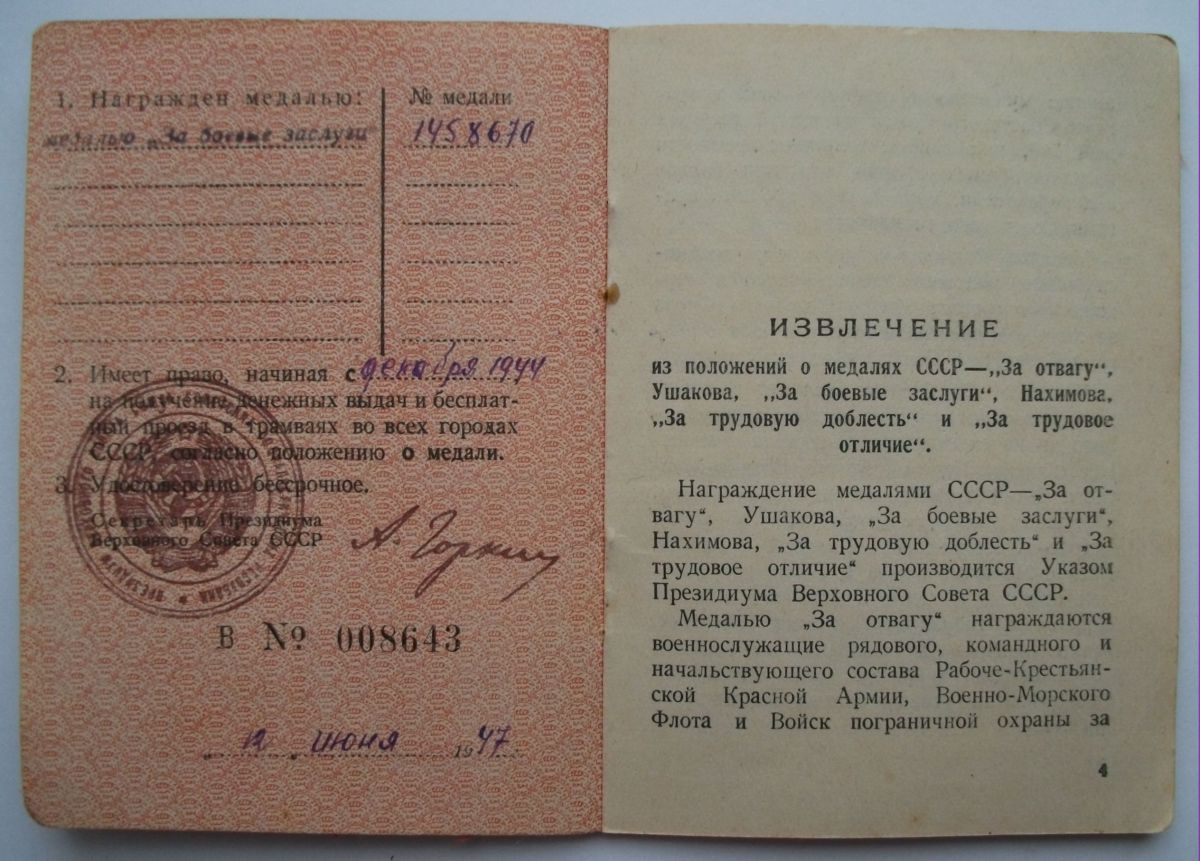 1. Награжден медалью:
№ медали
медалью „За боевые заслуги"
1458670
2. Имеет право, начиная с декабря 1944
на получение денежных выдач и бесплат-
ный проезд в трамваях во всех городах
СССР, согласно положению о медали.
3. Удостоверение бессрочное.
Секретарь Президиума
Верховного Совета СССР
А. Горкин
В № 008643
„ 12 „ июня 1947
ИЗВЛЕЧЕНИЕ
из положений о медалях СССР—„За отвагу“,
Ушакова, „За боевые заслуги“, Нахимова,
„За трудовую доблесть“ и „За трудовое
отличие“.
Награждение медалями СССР—„За от-
вагу“, Ушакова, „За боевые заслуги“,
Нахимова, „За трудовую доблесть“ и „За
трудовое отличие“ производится Указом
Президиума Верховного Совета СССР.
Медалью „За отвагу“ награждаются
военнослужащие рядового, командного и
начальствующего состава Рабоче-Крестьян-
ской Красной Армии, Военно-Морского
Флота и Войск пограничной охраны за
4